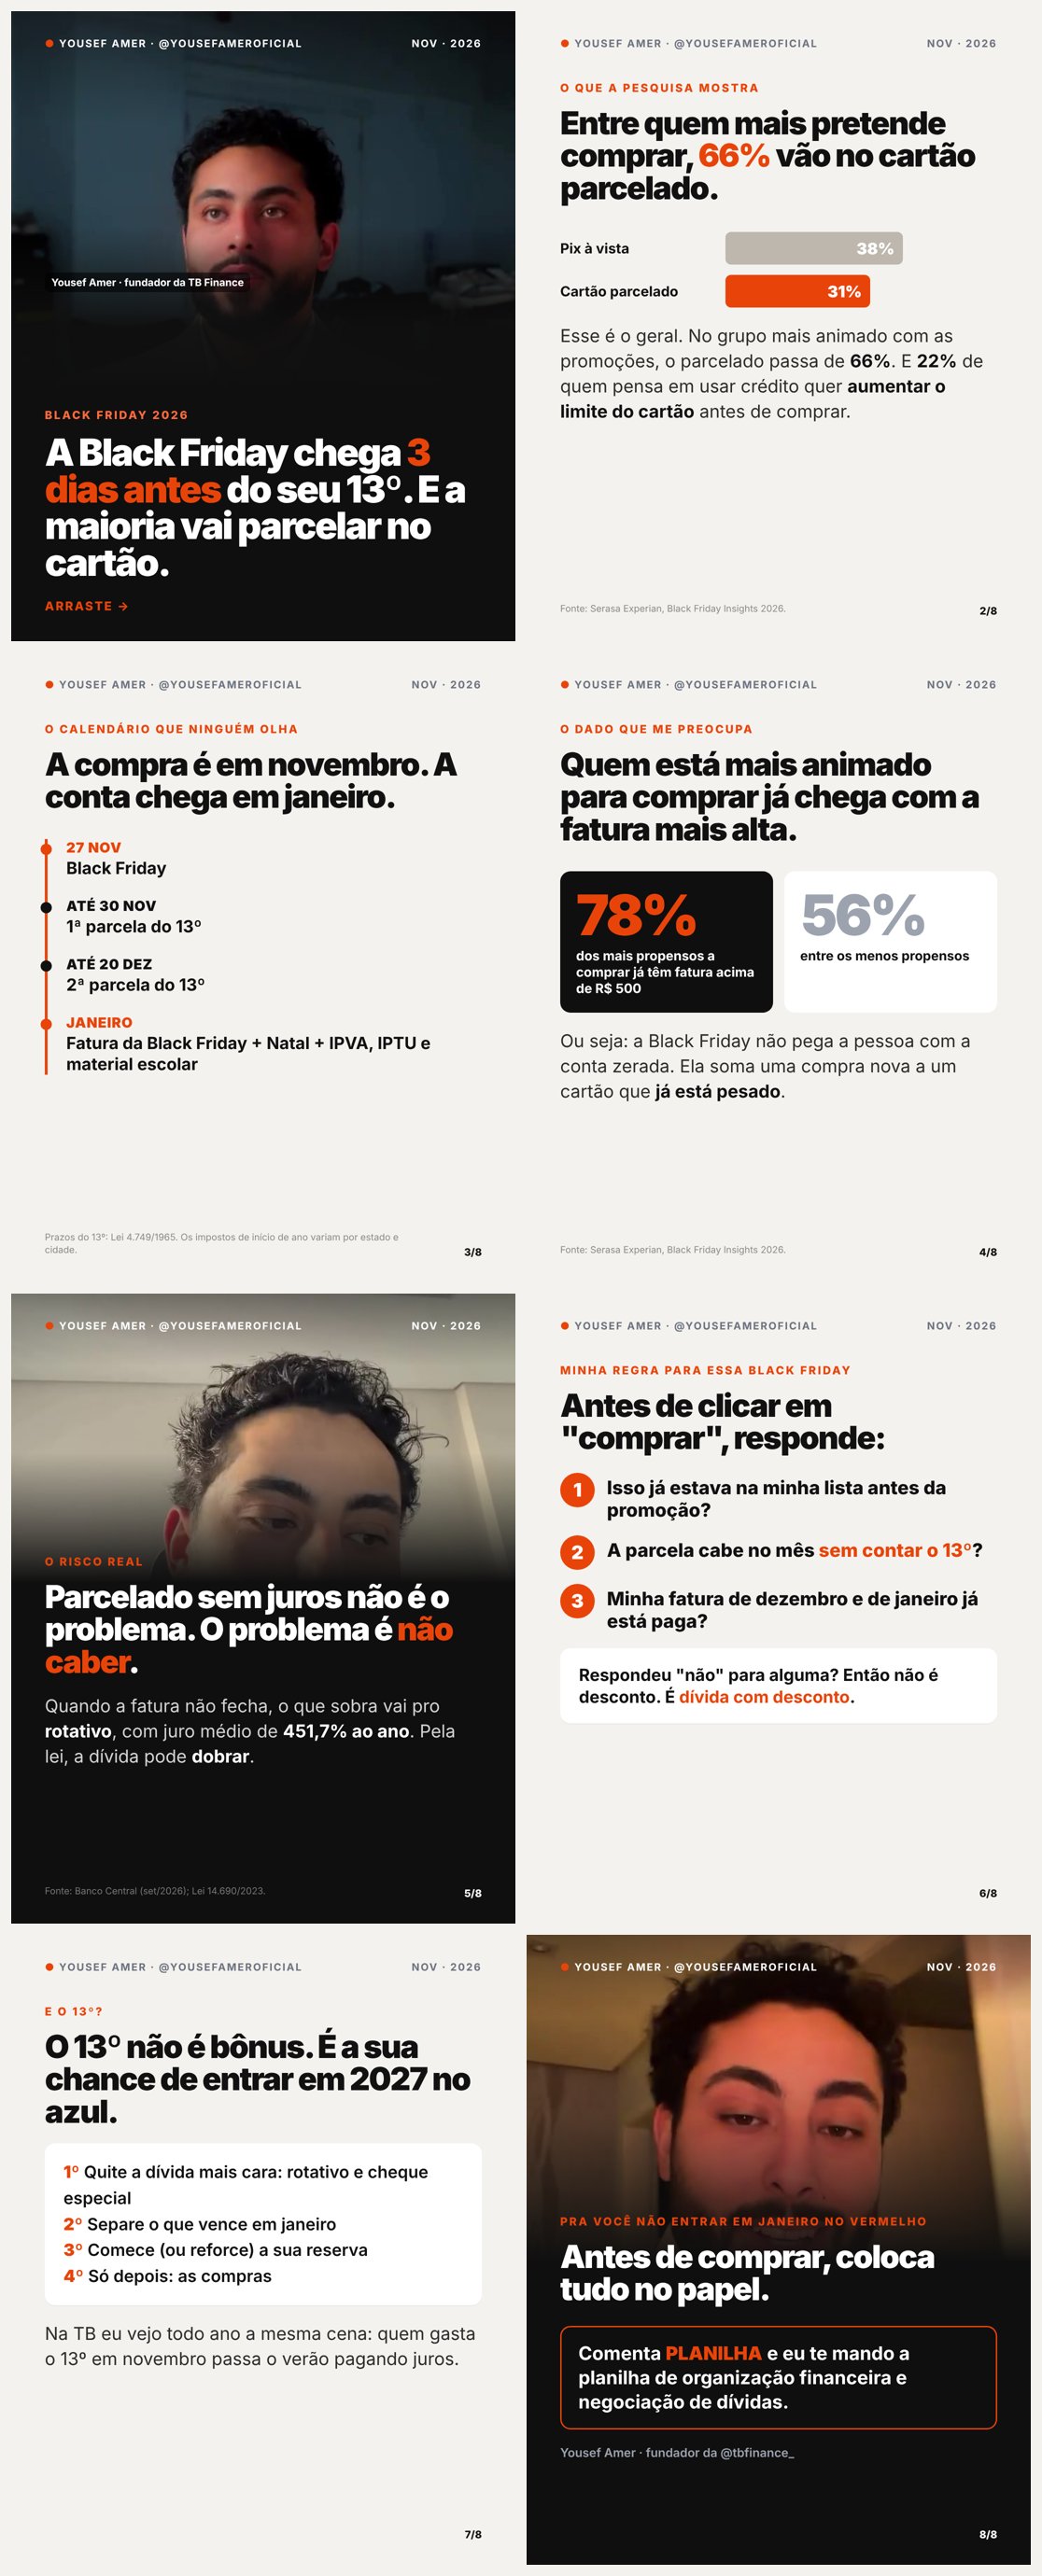 YOUSEF AMER · @YOUSEFAMEROFICIAL
NOV · 2026
Yousef Amer · fundador da TB Finance
BLACK FRIDAY 2026
A Black Friday chega 3
dias antes do seu 13º. E a
maioria vai parcelar no
cartão.
ARRASTE →
YOUSEF AMER · @YOUSEFAMEROFICIAL
NOV · 2026
O QUE A PESQUISA MOSTRA
Entre quem mais pretende
comprar, 66% vão no cartão
parcelado.
Pix à vista
38%
Cartão parcelado
31%
Esse é o geral. No grupo mais animado com as
promoções, o parcelado passa de 66%. E 22% de
quem pensa em usar crédito quer aumentar o
limite do cartão antes de comprar.
Fonte: Serasa Experian, Black Friday Insights 2026.
2/8
YOUSEF AMER · @YOUSEFAMEROFICIAL
NOV · 2026
O CALENDÁRIO QUE NINGUÉM OLHA
A compra é em novembro. A
conta chega em janeiro.
27 NOV
Black Friday
ATÉ 30 NOV
1ª parcela do 13º
ATÉ 20 DEZ
2ª parcela do 13º
JANEIRO
Fatura da Black Friday + Natal + IPVA, IPTU e
material escolar
Prazos do 13º: Lei 4.749/1965. Os impostos de início de ano variam por estado e
cidade.
3/8
YOUSEF AMER · @YOUSEFAMEROFICIAL
NOV · 2026
O DADO QUE ME PREOCUPA
Quem está mais animado
para comprar já chega com a
fatura mais alta.
78%
dos mais propensos a
comprar já têm fatura acima
de R$ 500
56%
entre os menos propensos
Ou seja: a Black Friday não pega a pessoa com a
conta zerada. Ela soma uma compra nova a um
cartão que já está pesado.
Fonte: Serasa Experian, Black Friday Insights 2026.
4/8
YOUSEF AMER · @YOUSEFAMEROFICIAL
NOV · 2026
O RISCO REAL
Parcelado sem juros não é o
problema. O problema é não
caber.
Quando a fatura não fecha, o que sobra vai pro
rotativo, com juro médio de 451,7% ao ano. Pela
lei, a dívida pode dobrar.
Fonte: Banco Central (set/2026); Lei 14.690/2023.
5/8
YOUSEF AMER · @YOUSEFAMEROFICIAL
NOV · 2026
MINHA REGRA PARA ESSA BLACK FRIDAY
Antes de clicar em
"comprar", responde:
1 Isso já estava na minha lista antes da
promoção?
2 A parcela cabe no mês sem contar o 13º?
3 Minha fatura de dezembro e de janeiro já
está paga?
Respondeu "não" para alguma? Então não é
desconto. É dívida com desconto.
6/8
YOUSEF AMER · @YOUSEFAMEROFICIAL
NOV · 2026
E O 13º?
O 13º não é bônus. É a sua
chance de entrar em 2027 no
azul.
1º Quite a dívida mais cara: rotativo e cheque
especial
2º Separe o que vence em janeiro
3º Comece (ou reforce) a sua reserva
4º Só depois: as compras
Na TB eu vejo todo ano a mesma cena: quem gasta
o 13º em novembro passa o verão pagando juros.
7/8
YOUSEF AMER · @YOUSEFAMEROFICIAL
NOV · 2026
PRA VOCÊ NÃO ENTRAR EM JANEIRO NO VERMELHO
Antes de comprar, coloca
tudo no papel.
Comenta PLANILHA e eu te mando a
planilha de organização financeira e
negociação de dívidas.
Yousef Amer · fundador da @tbfinance_
8/8